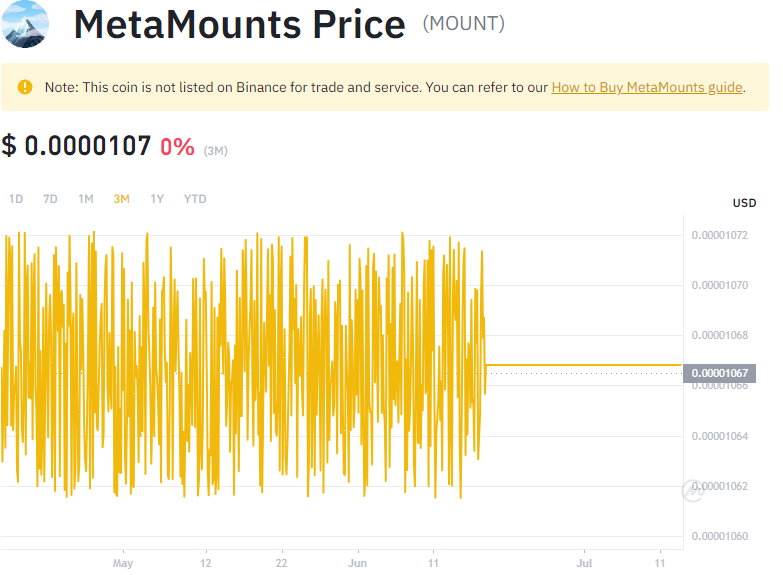 MetaMounts Price (MOUNT)
Note: This coin is not listed on Binance for trade and service. You can refer to our How to Buy MetaMounts guide.
$ 0.0000107 0% (3M)
1D 7D 1M 3M 1Y YTD
USD
0.00001072
0.00001070
0.00001068
0.00001067
0.00001066
0.00001064
0.00001062
0.00001060
May 12 22 Jun 11 Jul 11